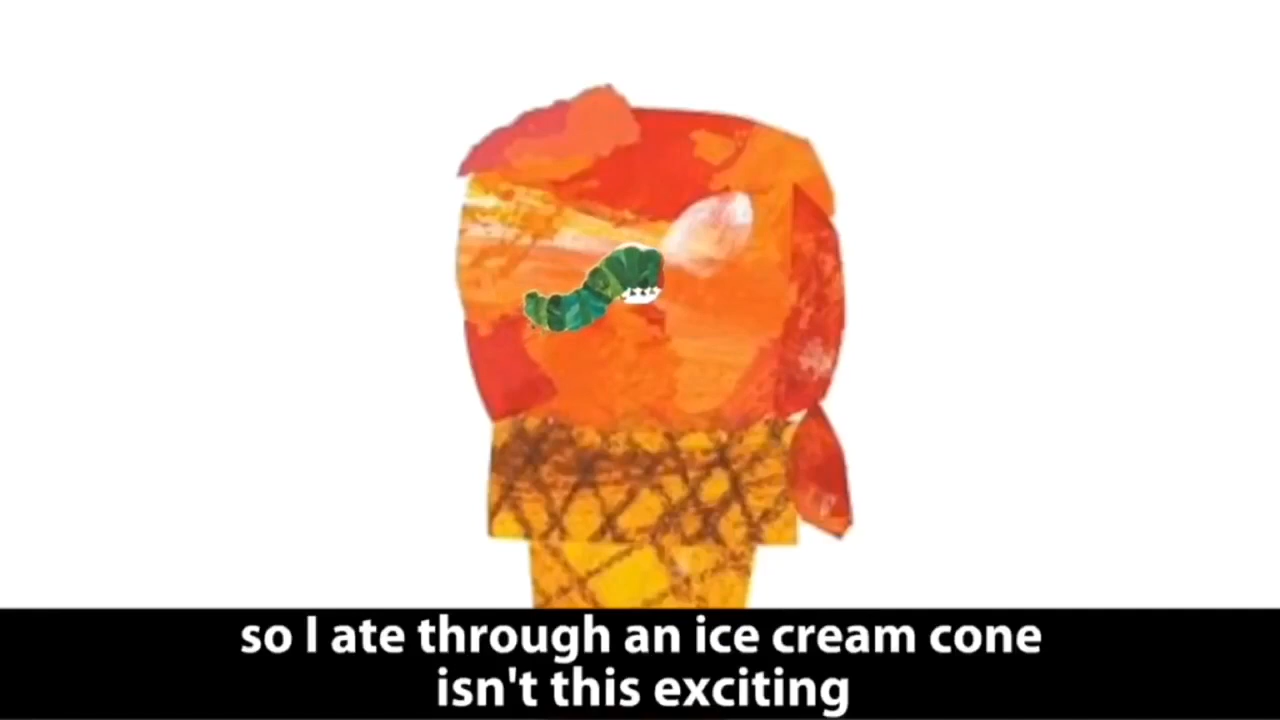 so I ate through an ice cream cone
isn't this exciting